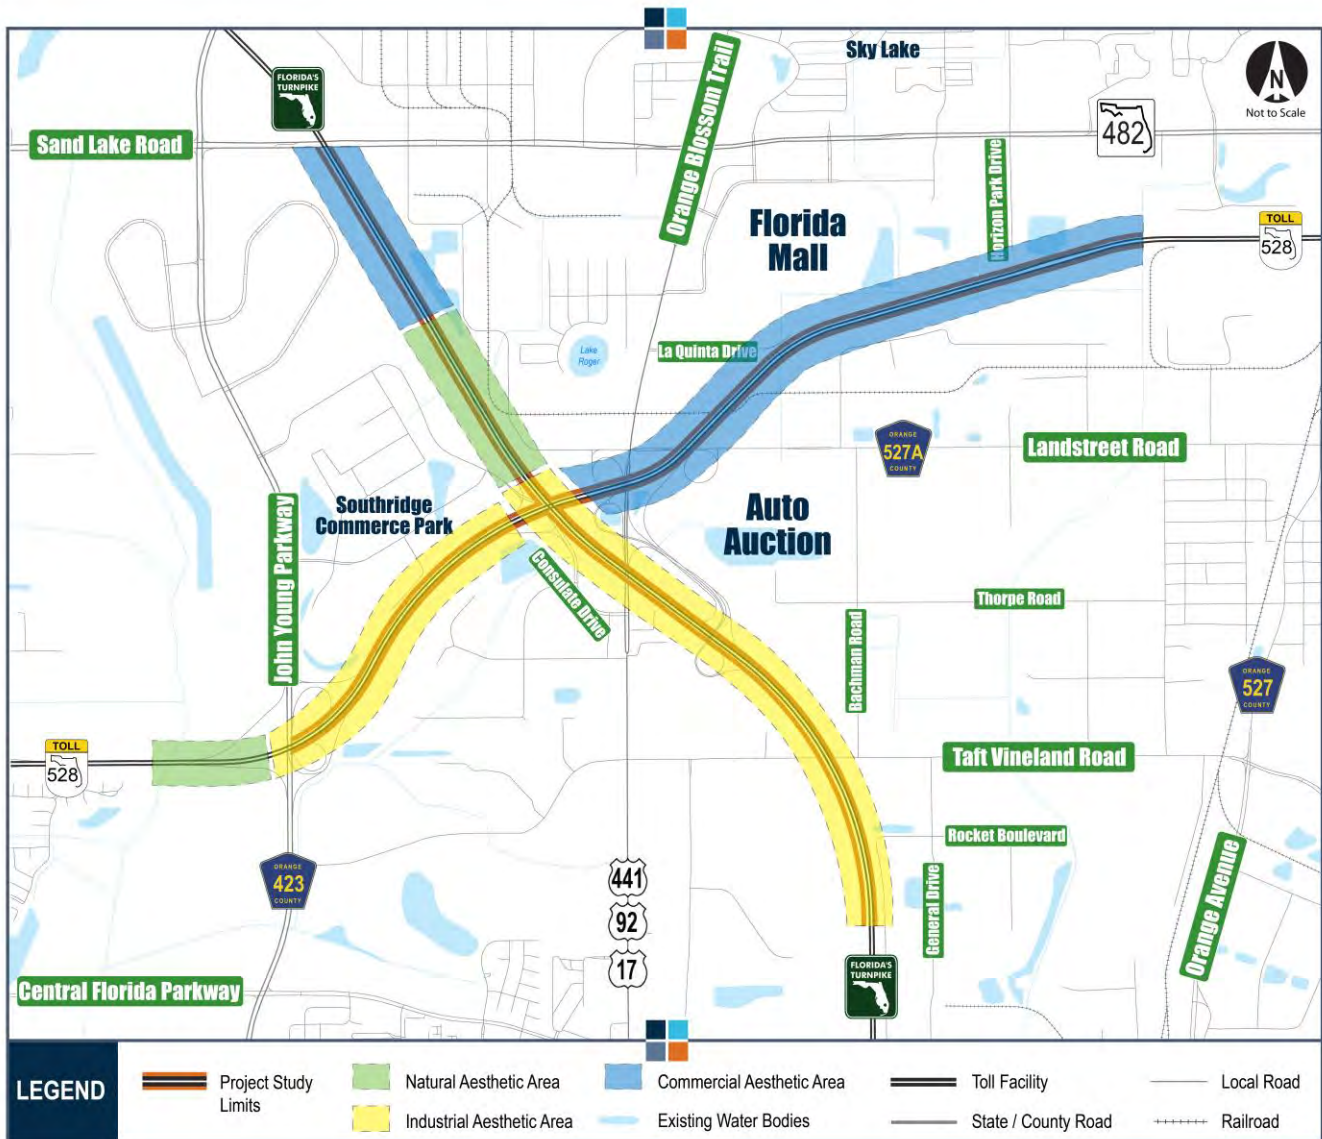 Sky Lake
N
Not to Scale
FLORIDA'S
TURNPIKE
Orange Blossom Trail
Sand Lake Road
482
Horizon Park Drive
Florida
Mall
TOLL
528
Lake
Roger
La Quinta Drive
ORANGE
527A
COUNTY
Landstreet Road
Southridge
Commerce Park
Auto
Auction
John Young Parkway
Consulate Drive
Thorpe Road
Bachman Road
ORANGE
527
COUNTY
TOLL
528
Taft Vineland Road
Rocket Boulevard
ORANGE
423
COUNTY
441
92
17
General Drive
Orange Avenue
FLORIDA'S
TURNPIKE
Central Florida Parkway
LEGEND
Project Study
Limits
Natural Aesthetic Area
Industrial Aesthetic Area
Commercial Aesthetic Area
Existing Water Bodies
Toll Facility
State / County Road
Local Road
Railroad